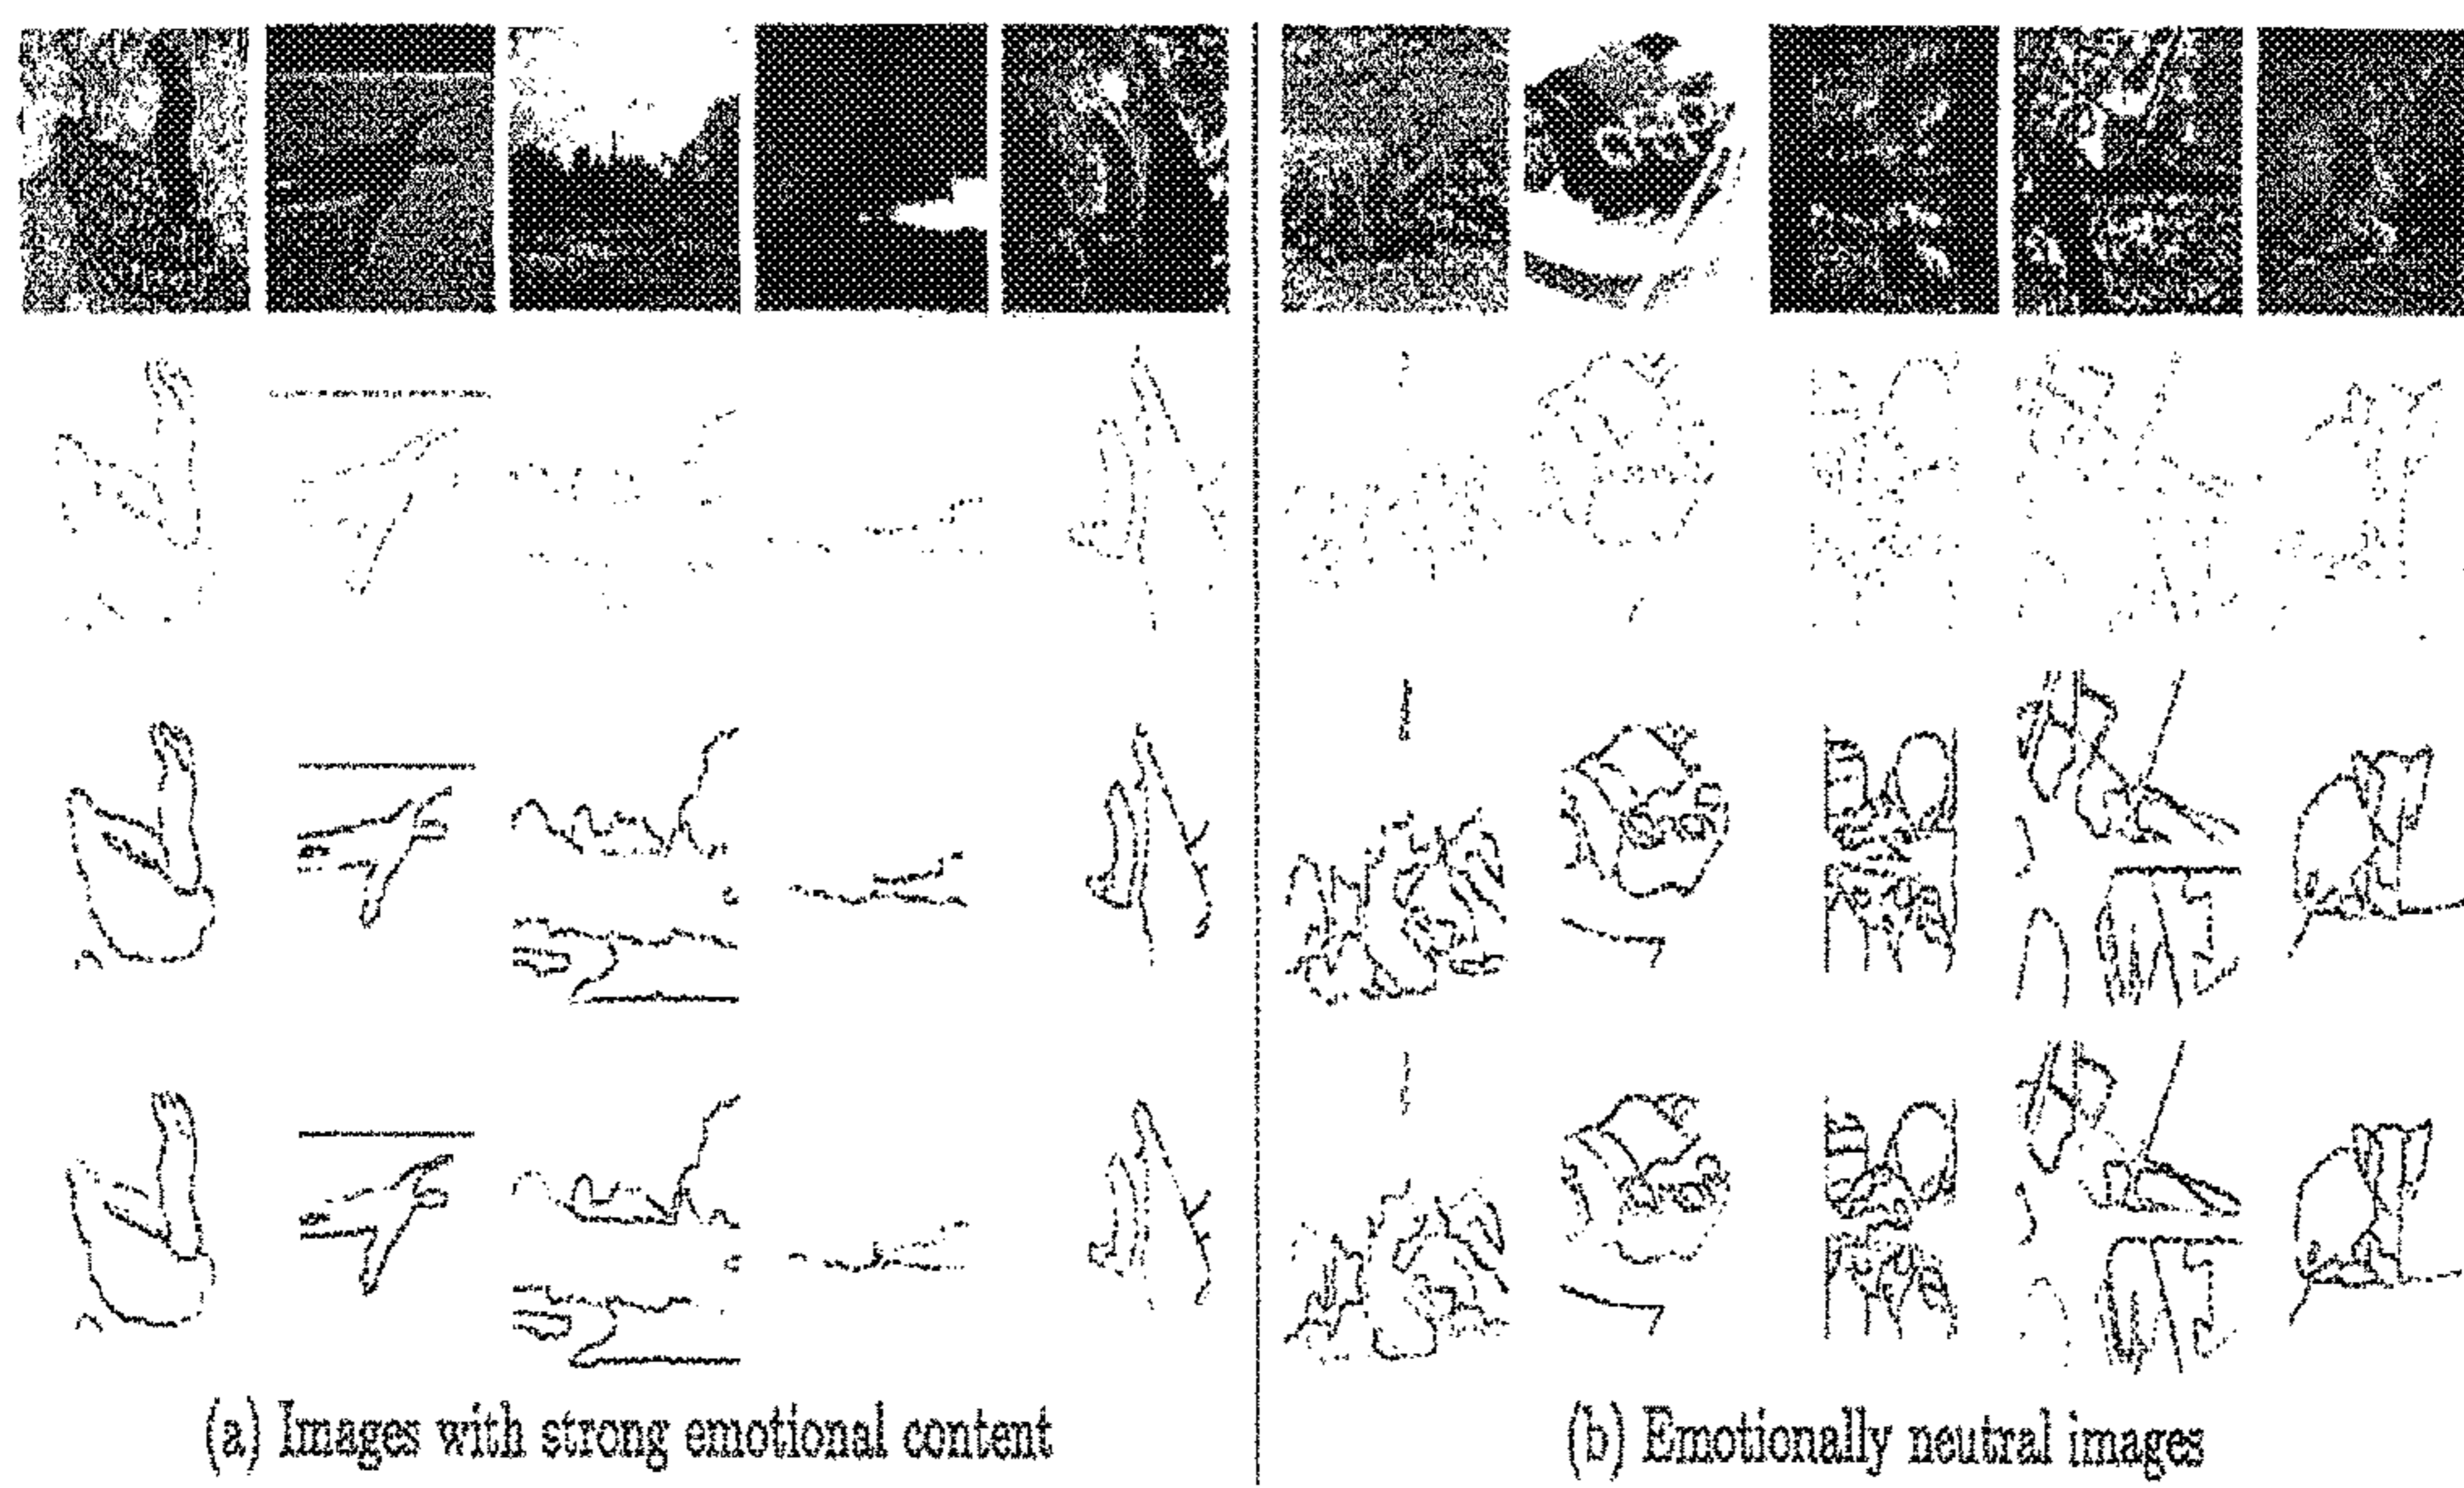 (a) Images with strong emotional content
(b) Emotionally neutral images